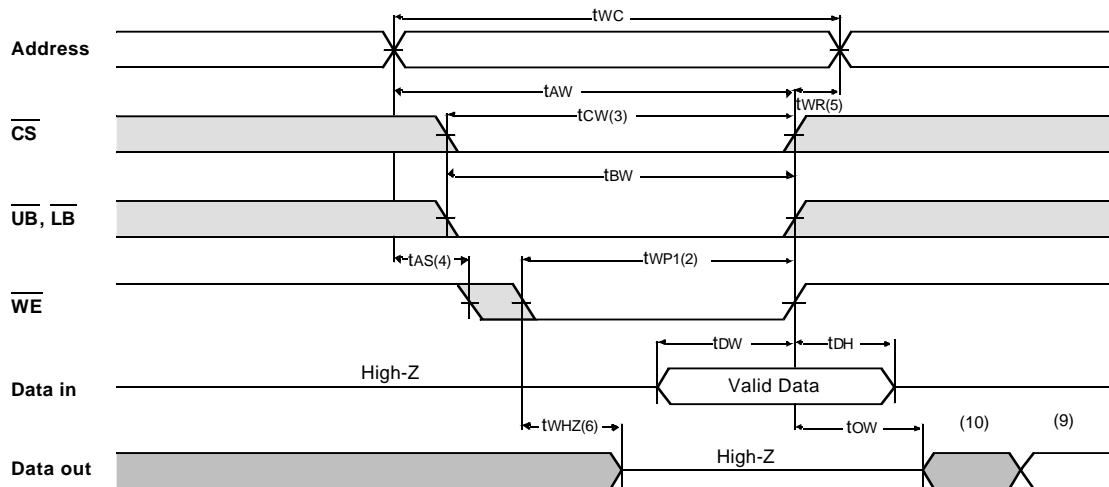 tWC
Address
tAW
tWR(5)
tCW(3)
CS
tBW
UB, LB
tAS(4)
tWP1(2)
WE
tDW
tDH
High-Z
Valid Data
Data in
tWHZ(6)
tOW
(10)
(9)
High-Z
Data out